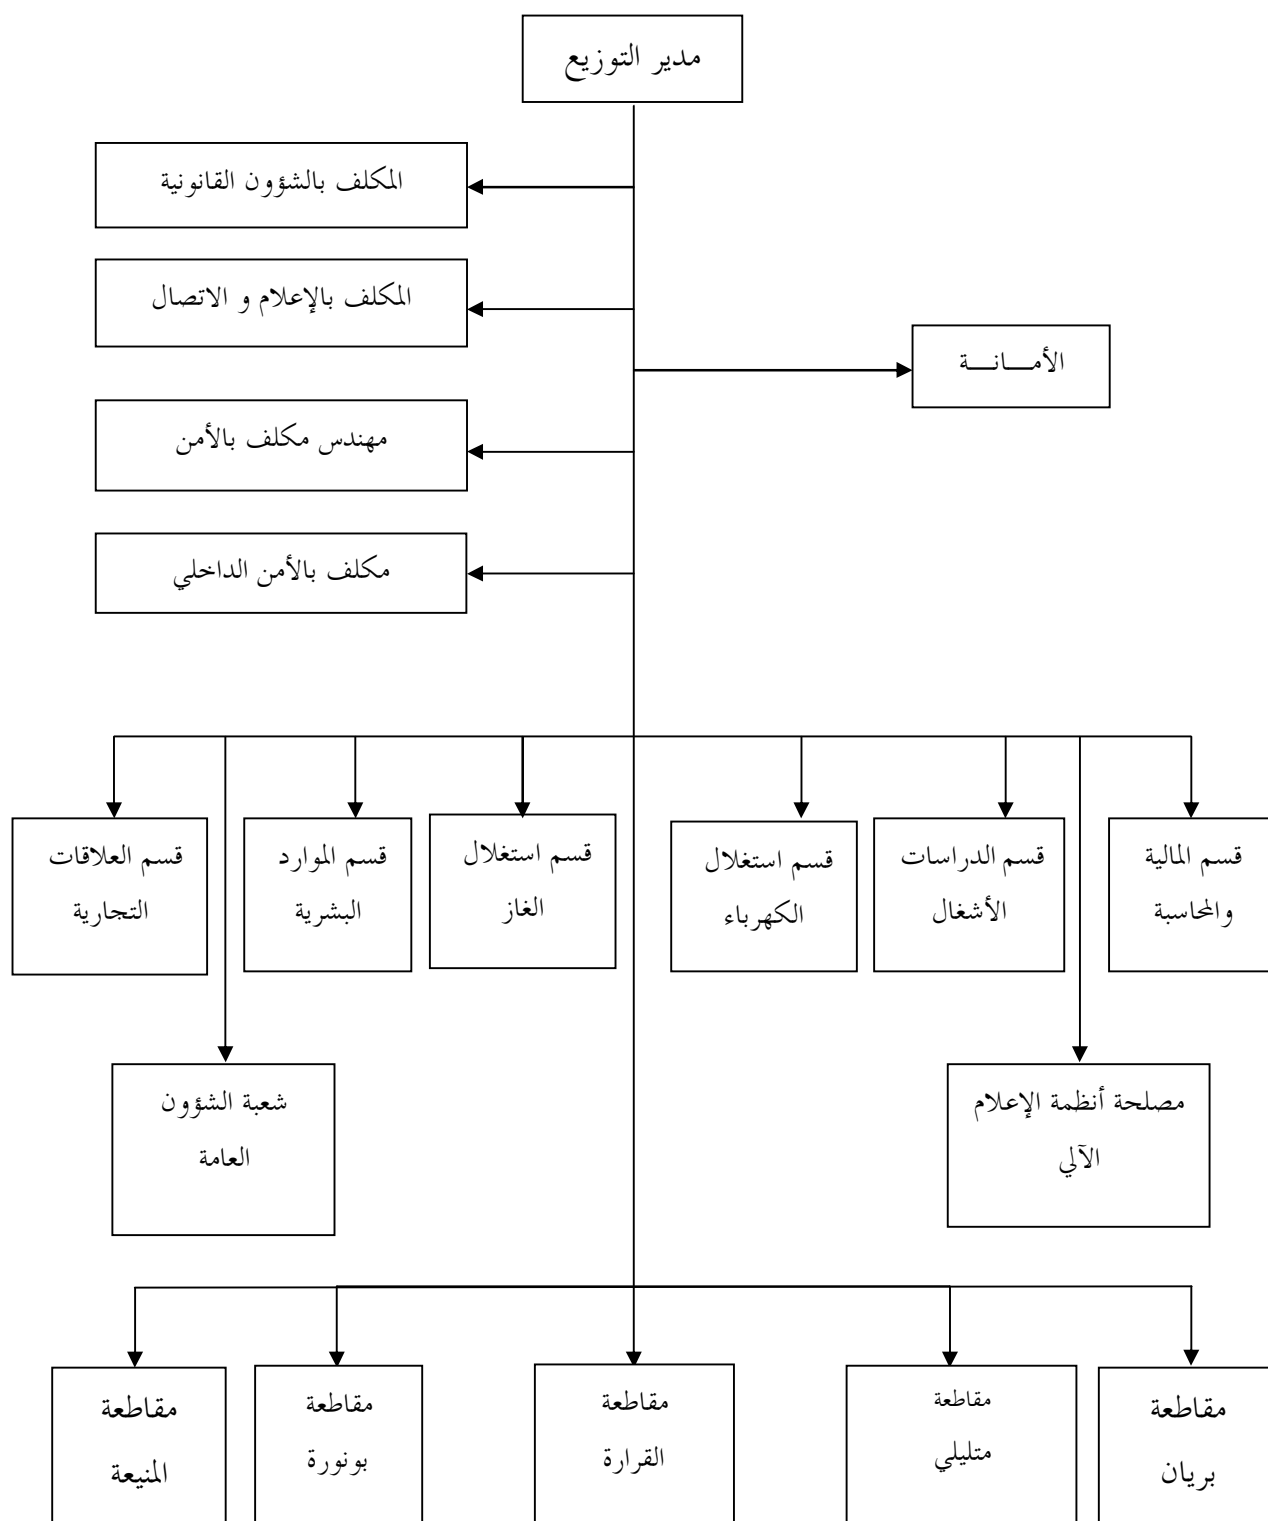 مدير التوزيع
المكلف بالشؤون القانونية
المكلف بالإعلام و الاتصال
الأمـــانـــة
مهندس مكلف بالأمن
مكلف بالأمن الداخلي
قسم المالية
والمحاسبة
قسم الدراسات
الأشغال
قسم استغلال
الكهرباء
قسم استغلال
الغاز
قسم الموارد
البشرية
قسم العلاقات
التجارية
مصلحة أنظمة الإعلام
الآلي
شعبة الشؤون
العامة
مقاطعة
بريان
مقاطعة
متليلي
مقاطعة
القرارة
مقاطعة
بونورة
مقاطعة
المنيعة